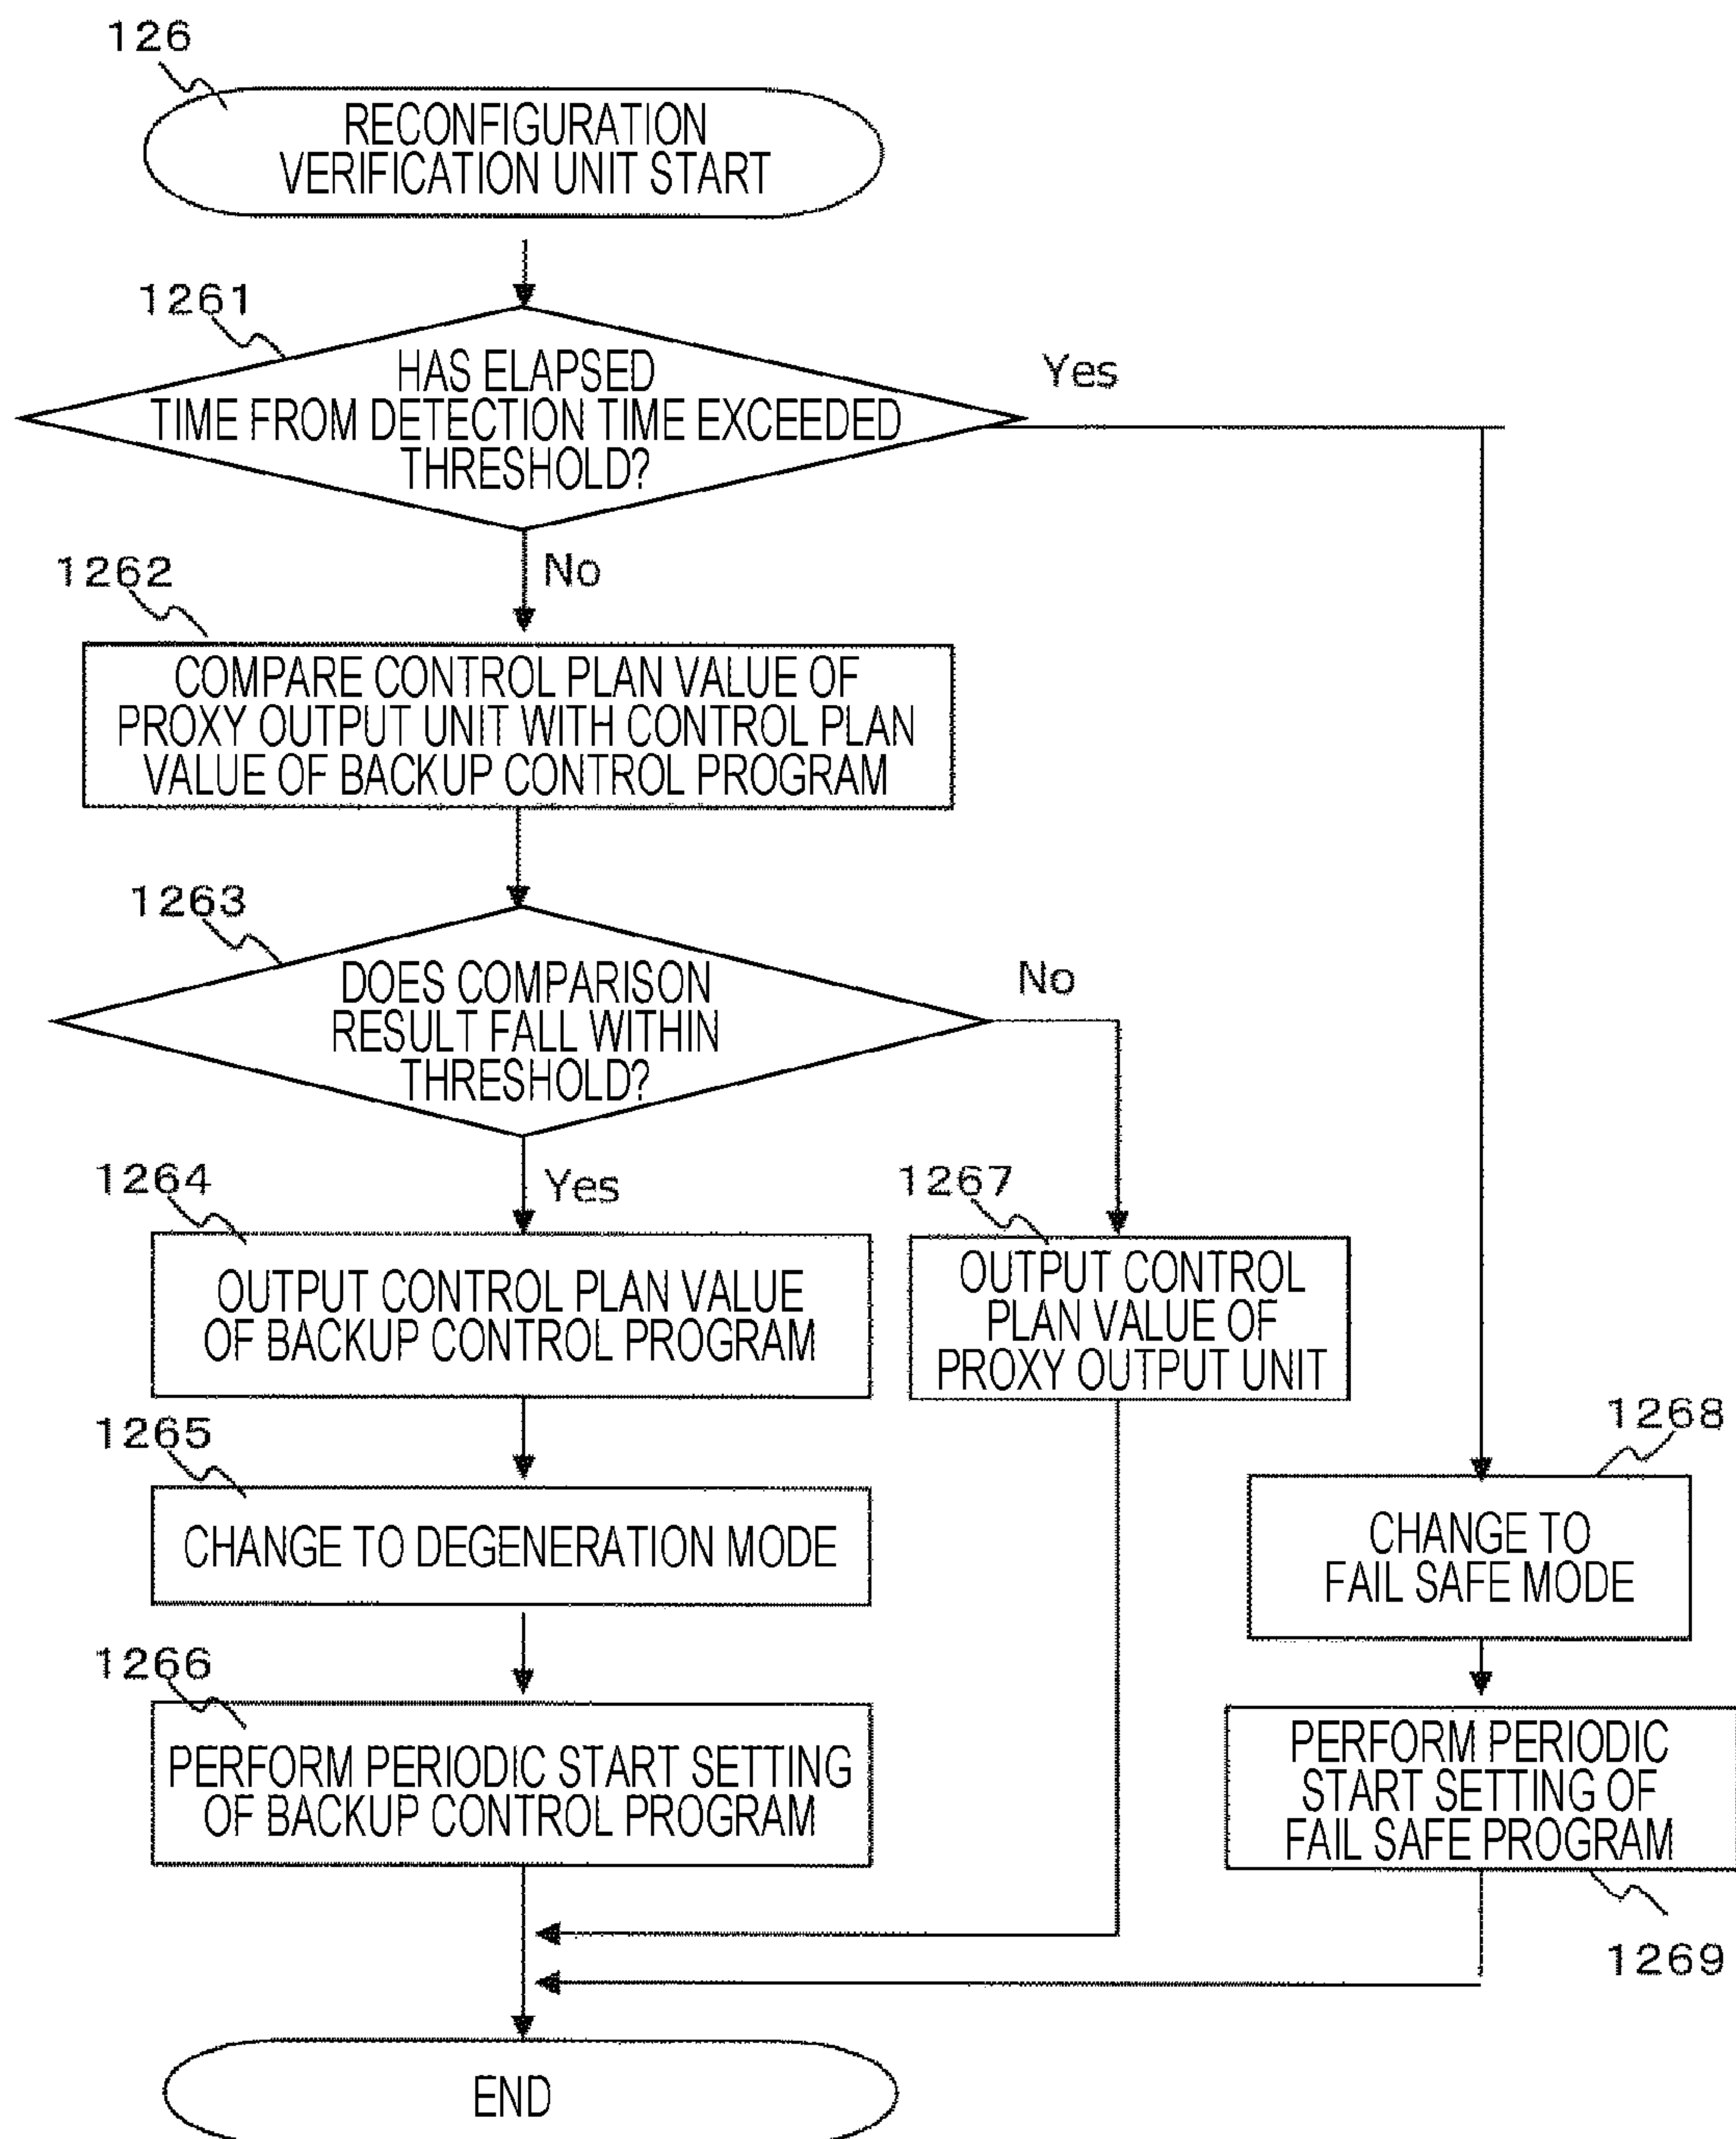 126
RECONFIGURATION
VERIFICATION UNIT START
1261
HAS ELAPSED
TIME FROM DETECTION TIME EXCEEDED
THRESHOLD?
Yes
No
1262
COMPARE CONTROL PLAN VALUE OF
PROXY OUTPUT UNIT WITH CONTROL PLAN
VALUE OF BACKUP CONTROL PROGRAM
1263
DOES COMPARISON
RESULT FALL WITHIN
THRESHOLD?
No
Yes
1264
OUTPUT CONTROL PLAN VALUE
OF BACKUP CONTROL PROGRAM
1267
OUTPUT CONTROL
PLAN VALUE OF
PROXY OUTPUT UNIT
1265
CHANGE TO DEGENERATION MODE
1268
CHANGE TO
FAIL SAFE MODE
1266
PERFORM PERIODIC START SETTING
OF BACKUP CONTROL PROGRAM
PERFORM PERIODIC
START SETTING OF
FAIL SAFE PROGRAM
1269
END